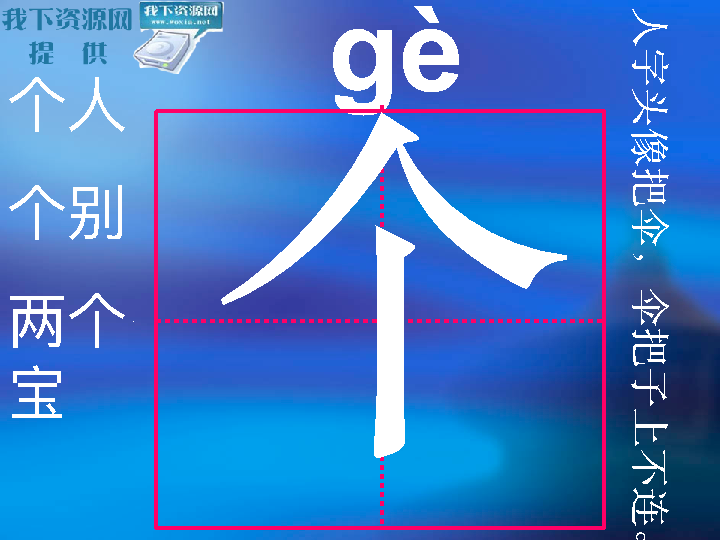 我下资源网
提 供
我下资源网
www.woxia.net
gè
个人
个别
两个
宝
个
人字头像把伞，伞把子上不连。